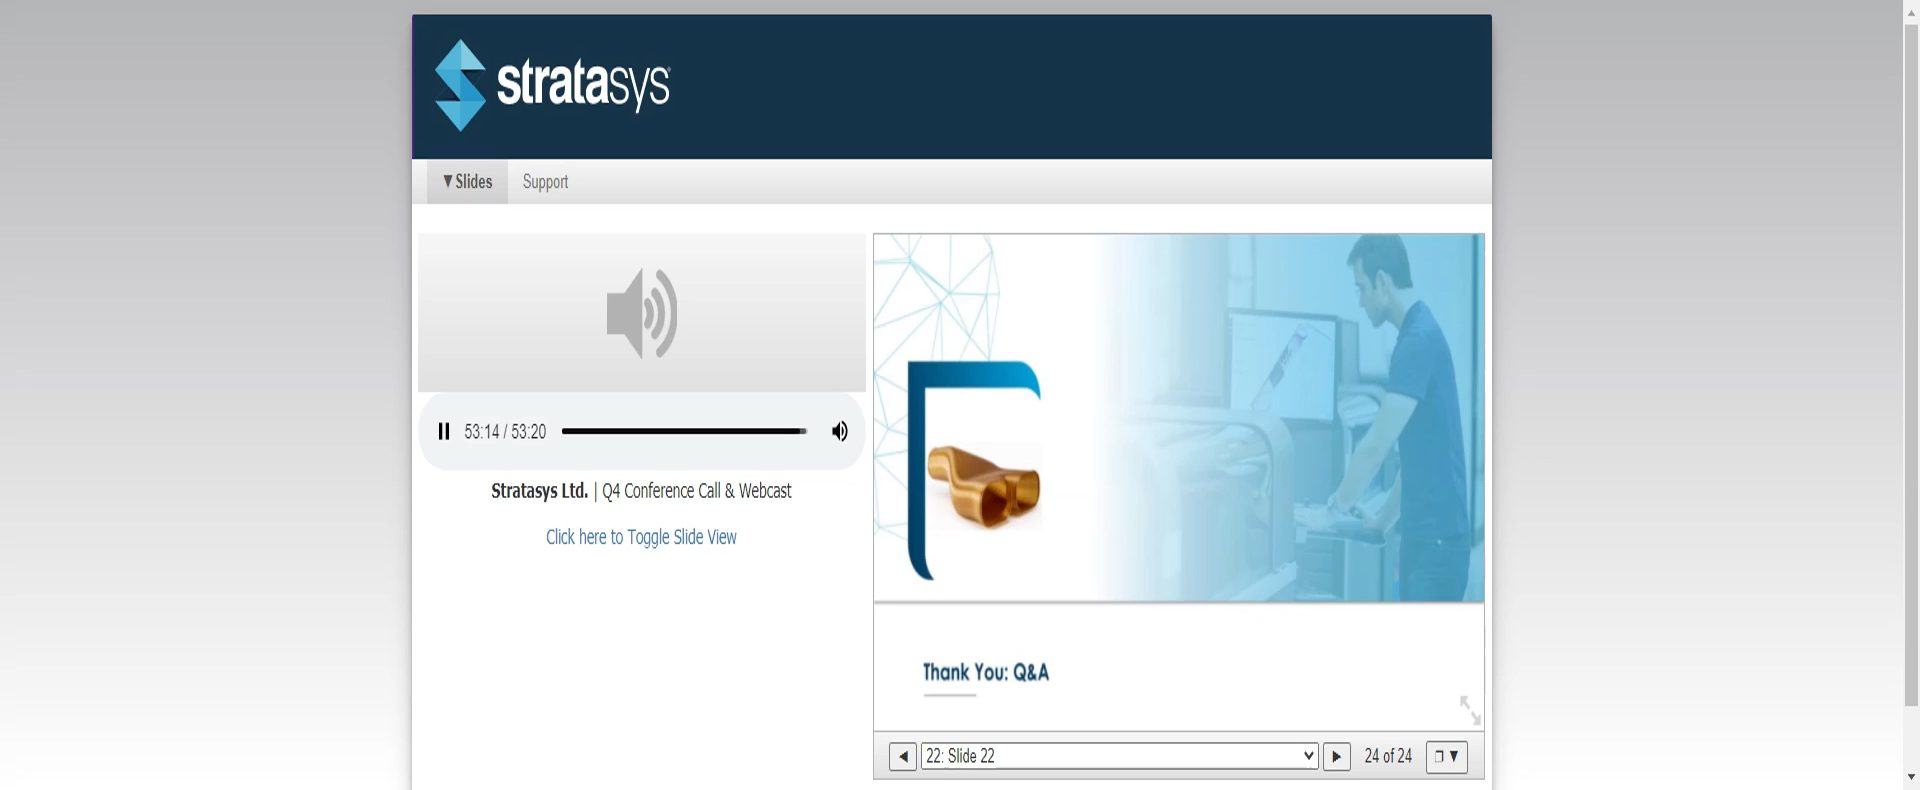 stratasys
▼Slides
Support
53:14 / 53:20
Stratasys Ltd. | Q4 Conference Call & Webcast
Click here to Toggle Slide View
Thank You: Q&A
22: Slide 22
24 of 24